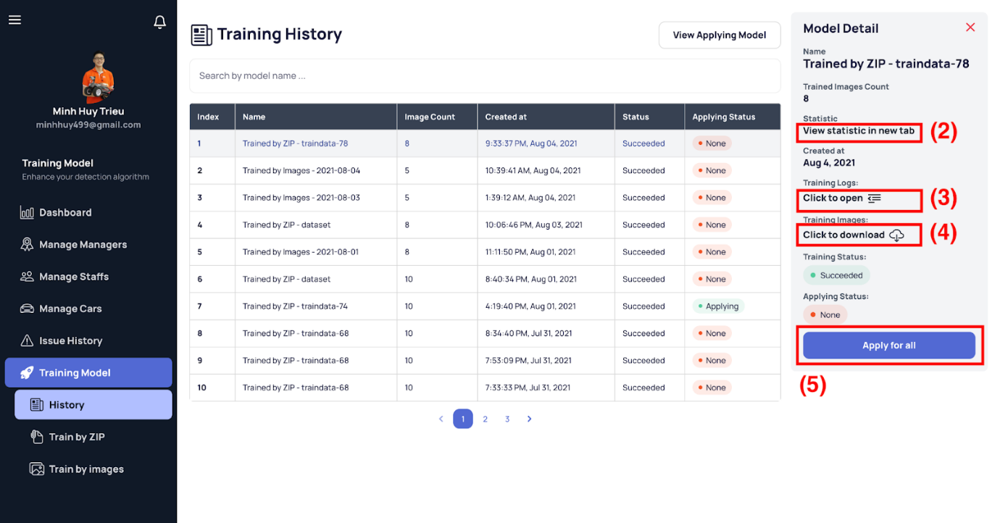 Minh Huy Trieu
minhhuy499@gmail.com
Training Model
Enhance your detection algorithm
Dashboard
Manage Managers
Manage Staffs
Manage Cars
Issue History
Training Model
History
Train by ZIP
Train by images
Training History
View Applying Model
Search by model name ...
Index Name Image Count Created at Status Applying Status
1 Trained by ZIP - traindata-78 8 9:33:37 PM, Aug 04, 2021 Succeeded None
2 Trained by Images - 2021-08-04 5 10:39:41 AM, Aug 04, 2021 Succeeded None
3 Trained by Images - 2021-08-03 5 1:39:12 AM, Aug 04, 2021 Succeeded None
4 Trained by ZIP - dataset 8 10:06:46 PM, Aug 03, 2021 Succeeded None
5 Trained by Images - 2021-08-01 8 11:11:50 PM, Aug 01, 2021 Succeeded None
6 Trained by ZIP - dataset 10 8:40:34 PM, Aug 01, 2021 Succeeded None
7 Trained by ZIP - traindata-74 10 4:19:40 PM, Aug 01, 2021 Succeeded Applying
8 Trained by ZIP - traindata-68 10 8:34:40 PM, Jul 31, 2021 Succeeded None
9 Trained by ZIP - traindata-68 10 7:53:09 PM, Jul 31, 2021 Succeeded None
10 Trained by ZIP - traindata-68 10 7:33:33 PM, Jul 31, 2021 Succeeded None
1 2 3
Model Detail
Name
Trained by ZIP - traindata-78
Trained Images Count
8
Statistic
View statistic in new tab (2)
Created at
Aug 4, 2021
Training Logs:
Click to open (3)
Training Images:
Click to download (4)
Training Status:
Succeeded
Applying Status:
None
Apply for all
(5)